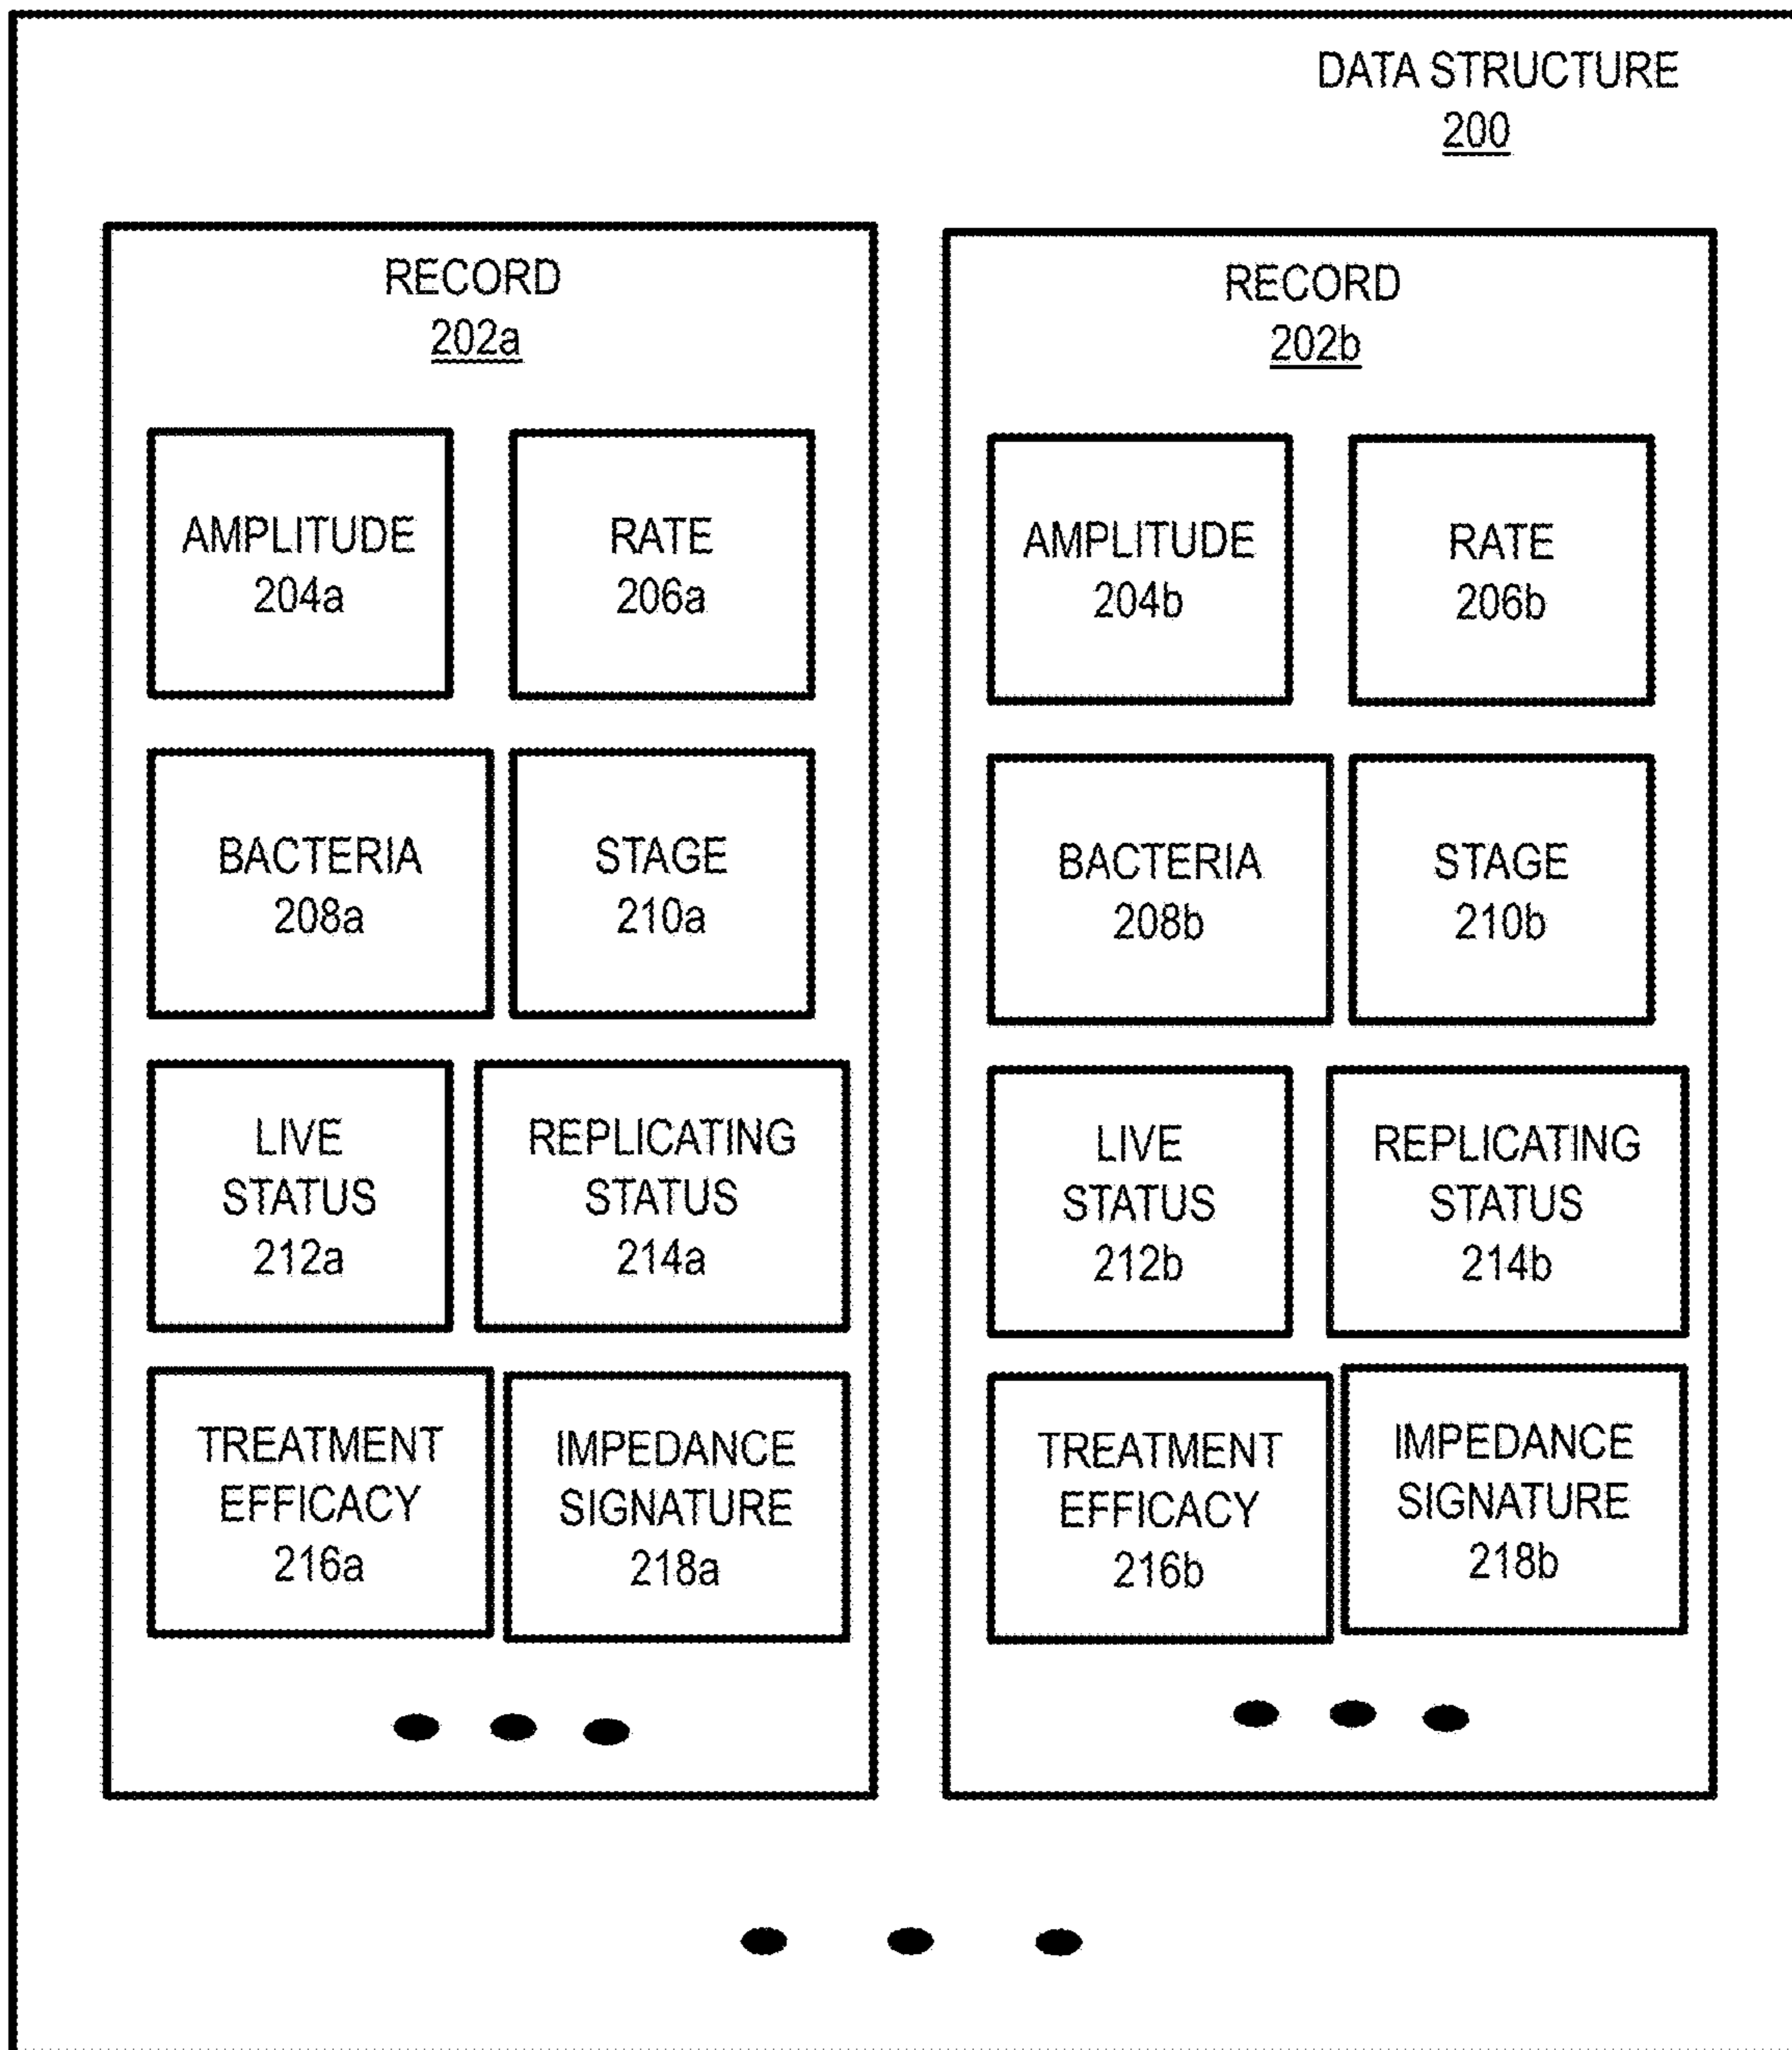 DATA STRUCTURE
200
RECORD
202a
AMPLITUDE
204a
RATE
206a
BACTERIA
208a
STAGE
210a
LIVE
STATUS
212a
REPLICATING
STATUS
214a
TREATMENT
EFFICACY
216a
IMPEDANCE
SIGNATURE
218a
RECORD
202b
AMPLITUDE
204b
RATE
206b
BACTERIA
208b
STAGE
210b
LIVE
STATUS
212b
REPLICATING
STATUS
214b
TREATMENT
EFFICACY
216b
IMPEDANCE
SIGNATURE
218b